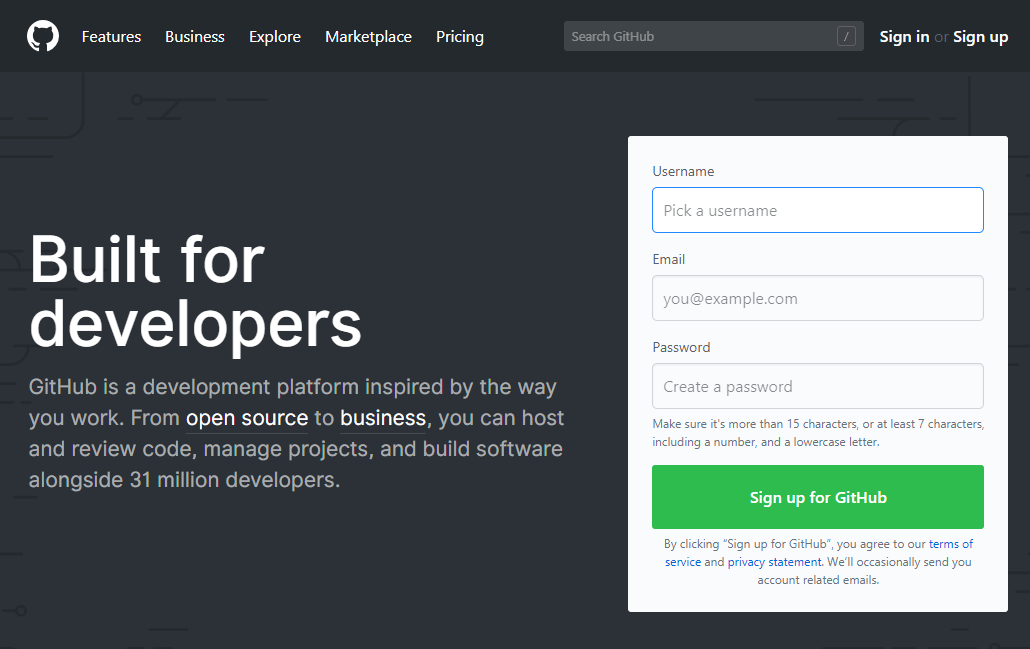 Features Business Explore Marketplace Pricing Search GitHub / Sign in or Sign up
Built for
developers
GitHub is a development platform inspired by the way
you work. From open source to business, you can host
and review code, manage projects, and build software
alongside 31 million developers.
Username
Pick a username
Email
you@example.com
Password
Create a password
Make sure it's more than 15 characters, or at least 7 characters,
including a number, and a lowercase letter.
Sign up for GitHub
By clicking “Sign up for GitHub”, you agree to our terms of
service and privacy statement. We’ll occasionally send you
account related emails.